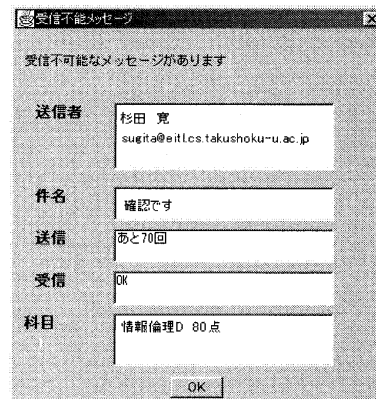 受信不能メッセージ
受信不可能なメッセージがあります
送信者
杉田 寛
sugita@eitl.cs.takushoku-u.ac.jp
件名
確認です
送信
あと70回
受信
OK
科目
情報倫理D 80点
OK